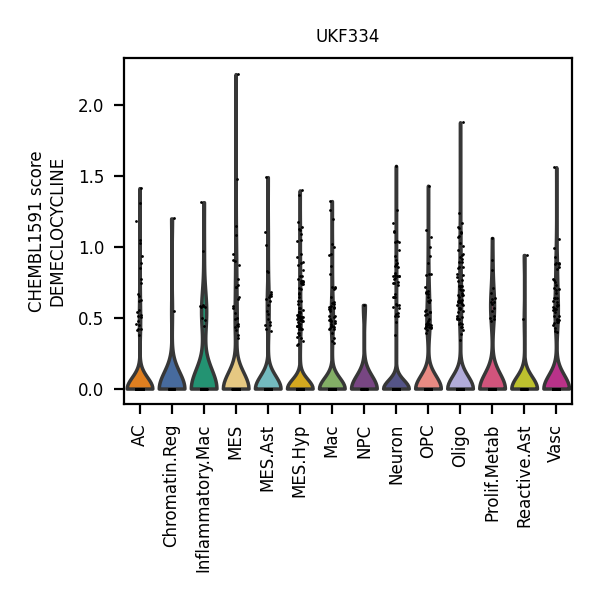 UKF334
CHEMBL1591 score
DEMECLOCYCLINE
2.0
1.5
1.0
0.5
0.0
AC
Chromatin.Reg
Inflammatory.Mac
MES
MES.Ast
MES.Hyp
Mac
NPC
Neuron
OPC
Oligo
Prolif.Metab
Reactive.Ast
Vasc